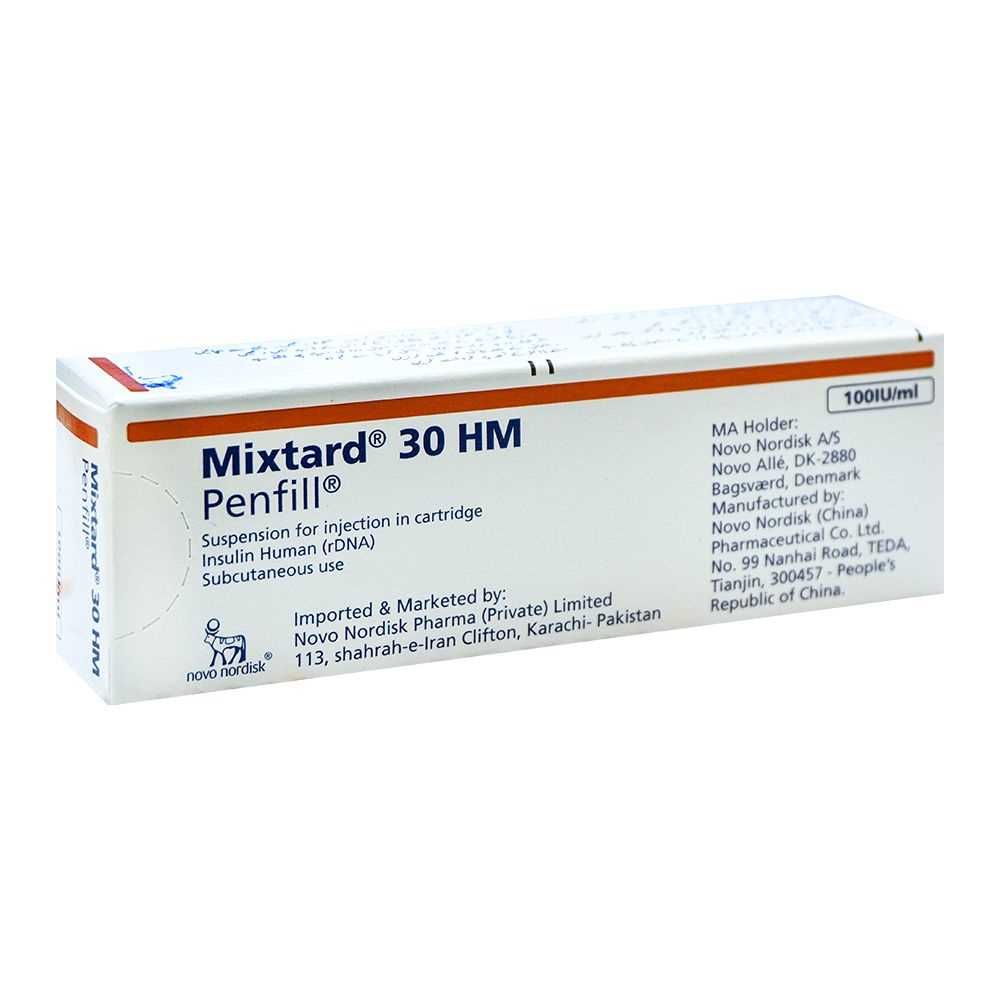 Mixtard® 30 HM
Penfill®
Suspension for injection in cartridge
Insulin Human (rDNA)
Subcutaneous use
Imported & Marketed by:
Novo Nordisk Pharma (Private) Limited
113, shahrah-e-Iran Clifton, Karachi- Pakistan
novo nordisk®
100IU/ml
MA Holder:
Novo Nordisk A/S
Novo Allé, DK-2880
Bagsværd, Denmark
Manufactured by:
Novo Nordisk (China)
Pharmaceutical Co. Ltd.
No. 99 Nanhai Road, TEDA,
Tianjin, 300457 - People's
Republic of China.
Mixtard® 30 HM
Penfill®